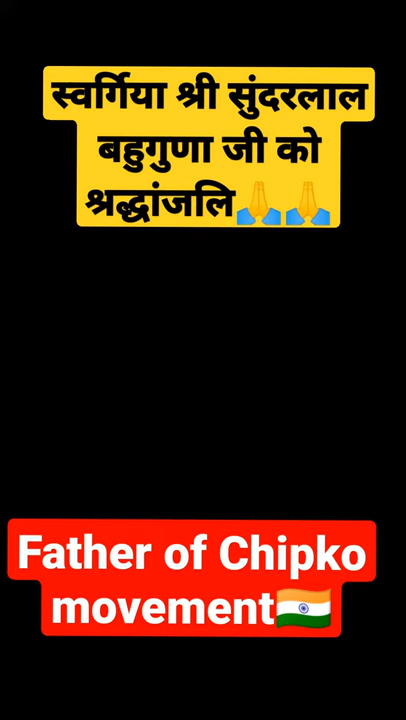 स्वर्गिया श्री सुंदरलाल
बहुगुणा जी को
श्रद्धांजलि🙏🙏
Father of Chipko
movement🇮🇳